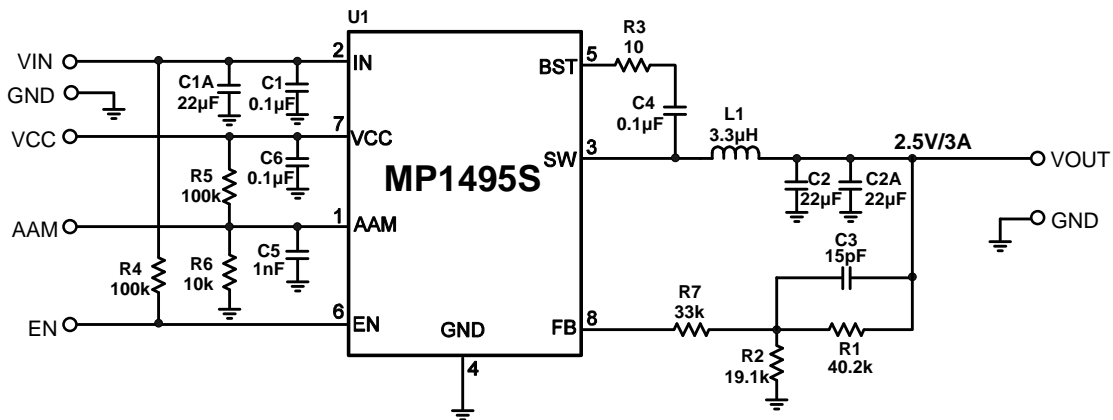 U1
VIN
2
IN
C1A
22µF
C1
0.1µF
GND
VCC
7
VCC
R5
100k
C6
0.1µF
AAM
1
AAM
R4
100k
R6
10k
C5
1nF
EN
6
EN
MP1495S
GND
4
BST
5
R3
10
C4
0.1µF
SW
3
L1
3.3µH
2.5V/3A
VOUT
C2
22µF
C2A
22µF
GND
C3
15pF
FB
8
R7
33k
R2
19.1k
R1
40.2k